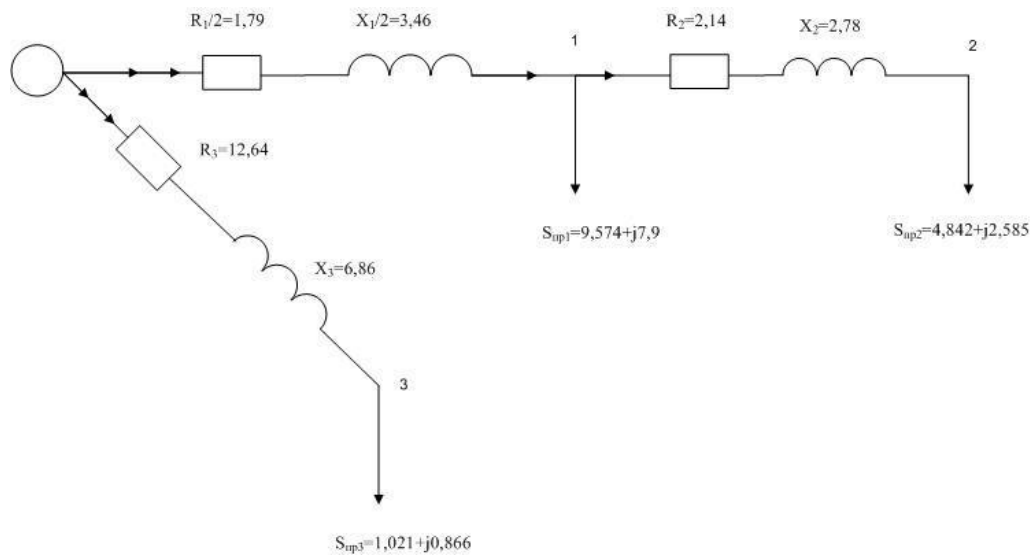 R₁/2=1,79
X₁/2=3,46
R₂=2,14
X₂=2,78
1
2
R₃=12,64
Sпр1=9,574+j7,9
Sпр2=4,842+j2,585
X₃=6,86
3
Sпр3=1,021+j0,866